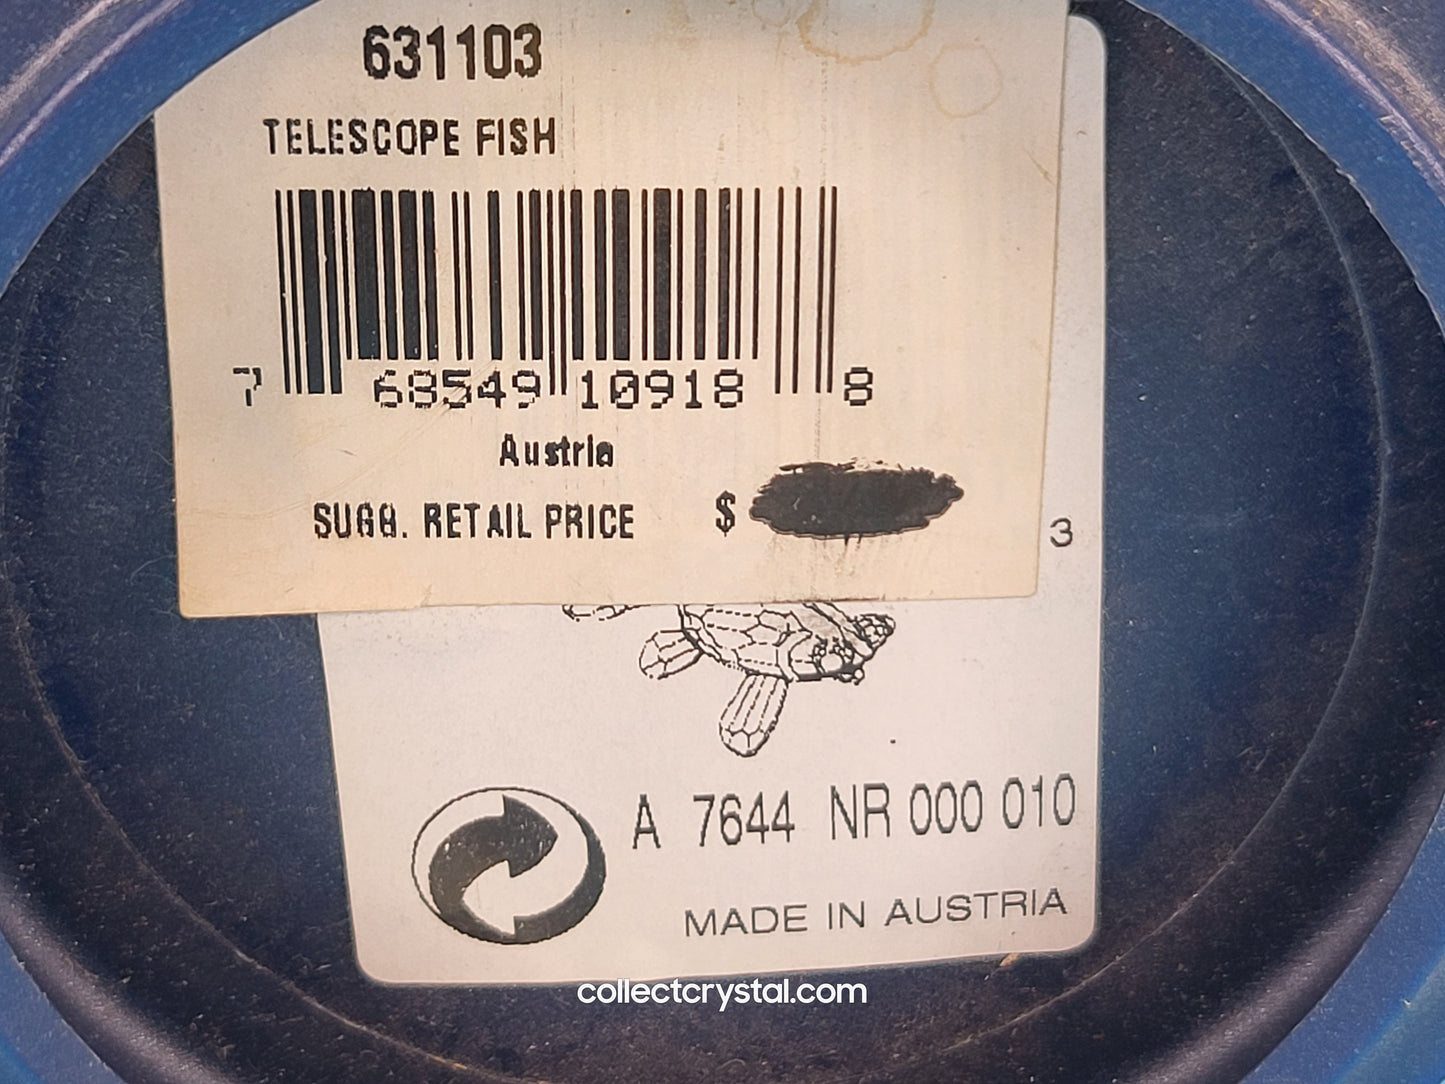 631103
TELESCOPE FISH
7 68549 10918 8
Austria
SUGG. RETAIL PRICE $
3
A 7644 NR 000 010
MADE IN AUSTRIA
collectcrystal.com